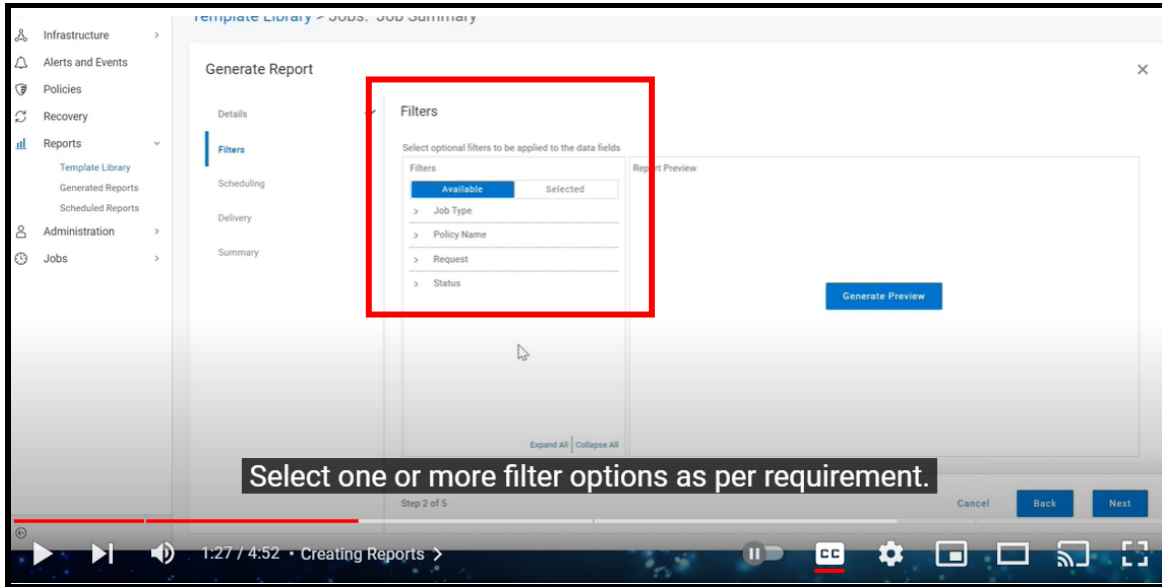 Template Library > Jobs: Job Summary
Infrastructure
Alerts and Events
Policies
Recovery
Reports
Template Library
Generated Reports
Scheduled Reports
Administration
Jobs
Generate Report
Details
Filters
Scheduling
Delivery
Summary
Filters
Select optional filters to be applied to the data fields
Filters
Available Selected
Job Type
Policy Name
Request
Status
Expand All | Collapse All
Report Preview
Generate Preview
Select one or more filter options as per requirement.
Step 2 of 5
Cancel Back Next
1:27 / 4:52 • Creating Reports >
CC